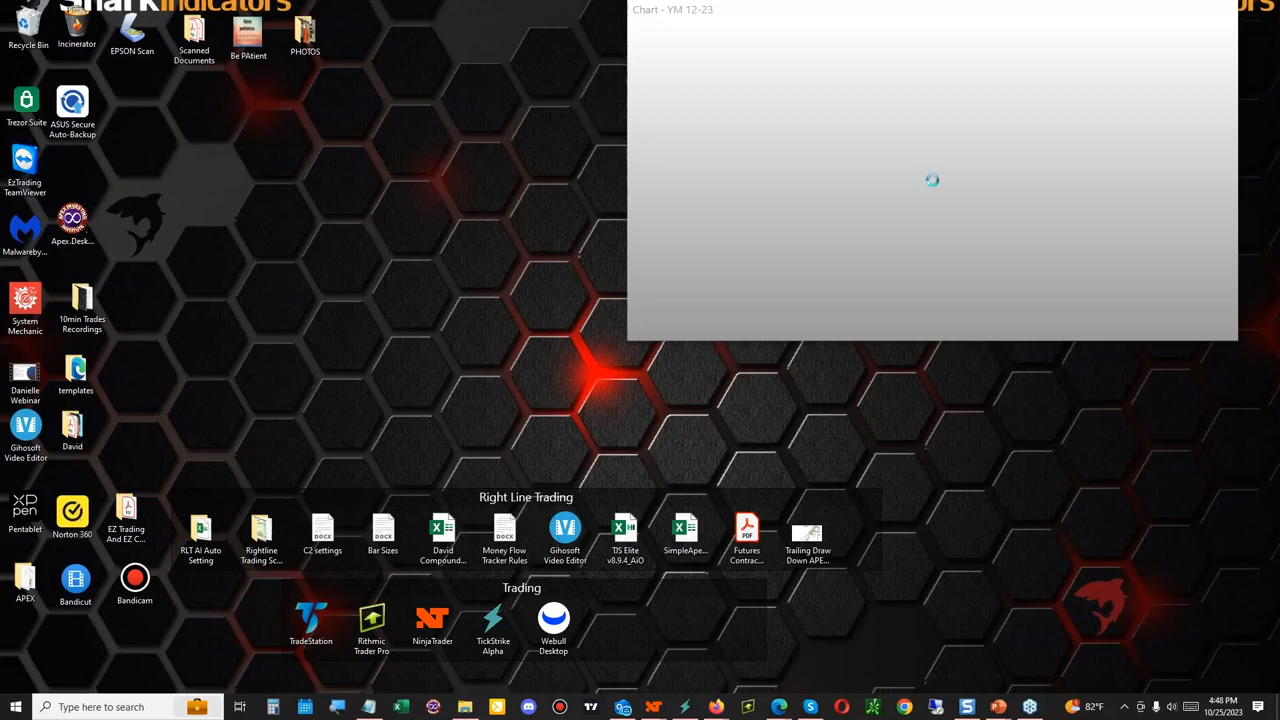 SharkIndicators
ors
Chart - YM 12-23
Recycle Bin
Incinerator
EPSON Scan
Scanned
Documents
Be PAtient
PHOTOS
Trezor Suite
ASUS Secure
Auto-Backup
EzTrading
TeamViewer
Malwareby...
Apex.Desk...
System
Mechanic
10min Trades
Recordings
Danielle
Webinar
templates
Gihosoft
Video Editor
David
Pentablet
Norton 360
EZ Trading
And EZ C...
APEX
Bandicut
Bandicam
Right Line Trading
RLT AI Auto
Setting
Rightline
Trading Sc...
C2 settings
Bar Sizes
David
Compound...
Money Flow
Tracker Rules
Gihosoft
Video Editor
TJS Elite
v8.9.4_AiO
SimpleApe...
Futures
Contrac...
Trailing Draw
Down APE...
Trading
TradeStation
Rithmic
Trader Pro
NinjaTrader
TickStrike
Alpha
Webull
Desktop
Type here to search
82°F
4:48 PM
10/25/2023